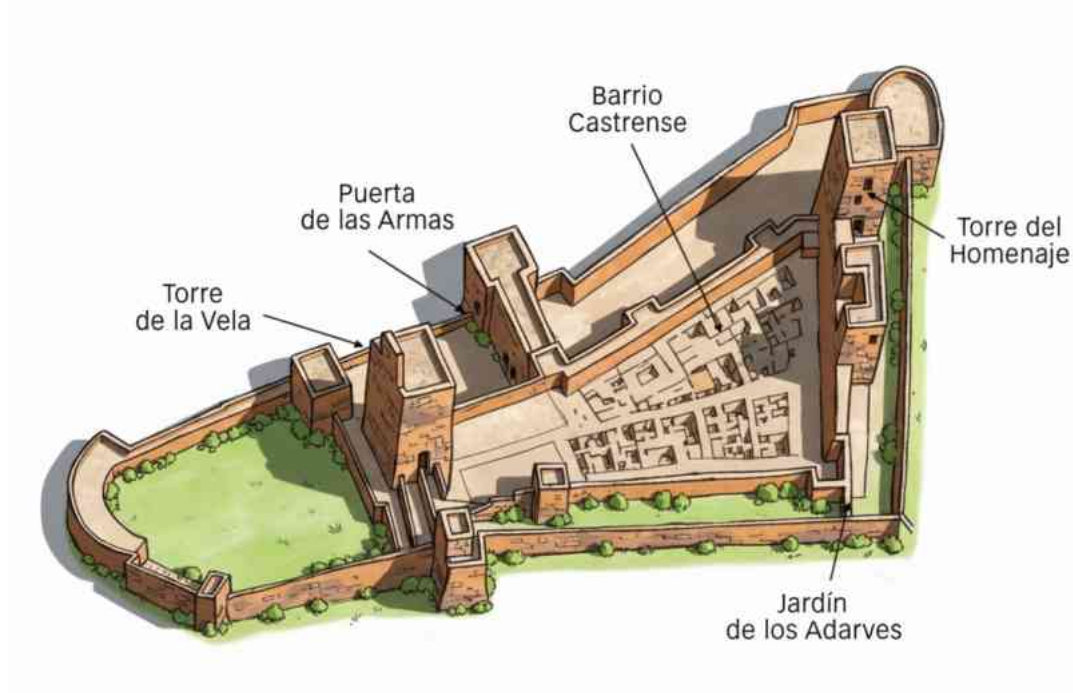 Barrio
Castrense
Puerta
de las Armas
Torre del
Homenaje
Torre
de la Vela
Jardín
de los Adarves